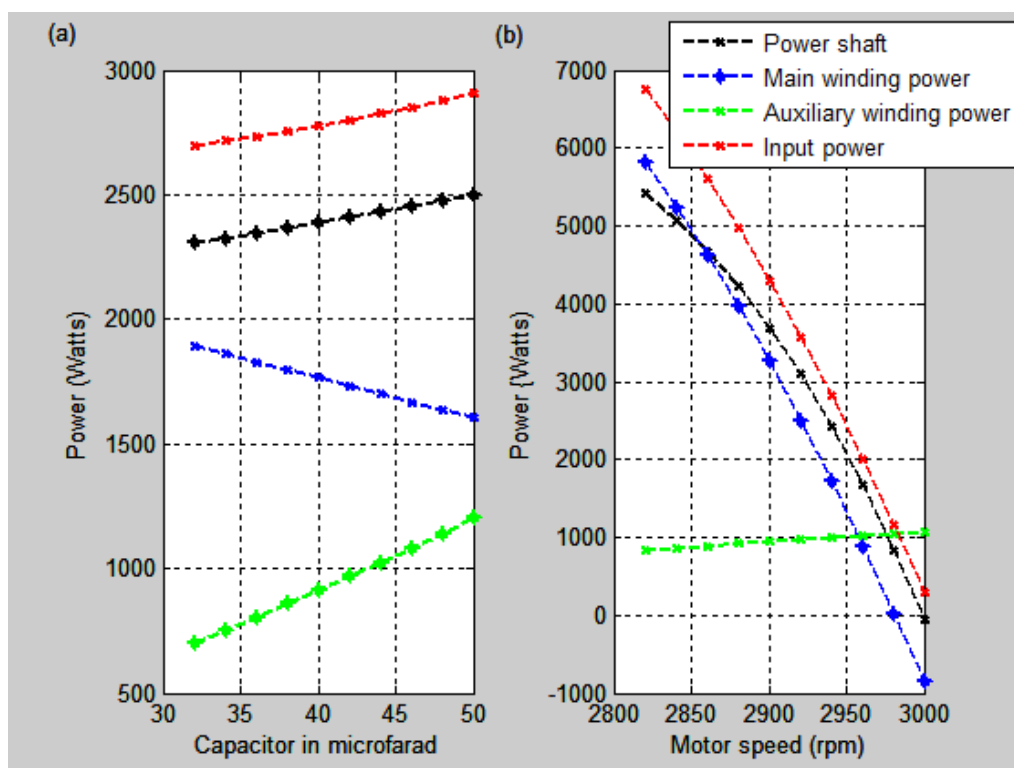 (a)
3000
2500
2000
1500
1000
500
Power (Watts)
30 35 40 45 50
Capacitor in microfarad
(b)
Power shaft
Main winding power
Auxiliary winding power
Input power
7000
6000
5000
4000
3000
2000
1000
0
-1000
Power {Watts)
2800 2850 2900 2950 3000
Motor speed (rpm)